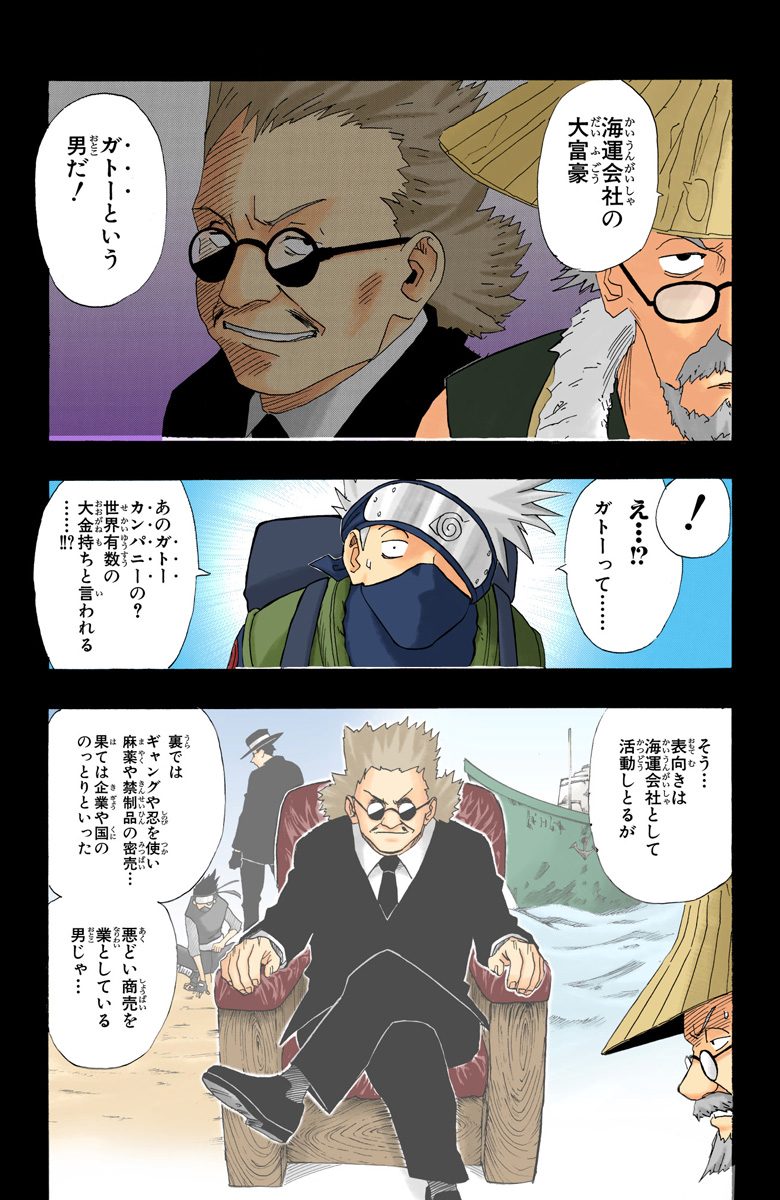 海運会社の
大富豪
ガトーという
男だ!
!
え…!?
ガトーって……
あのガトー
カンパニーの?
世界有数の
大金持ちと言われる
……!!?
そう…
表向きは
海運会社として
活動しとるが
裏では
ギャングや忍を使い
麻薬や禁制品の密売…
果ては企業や国の
のっとりといった
悪どい商売を
業としている
男じゃ…